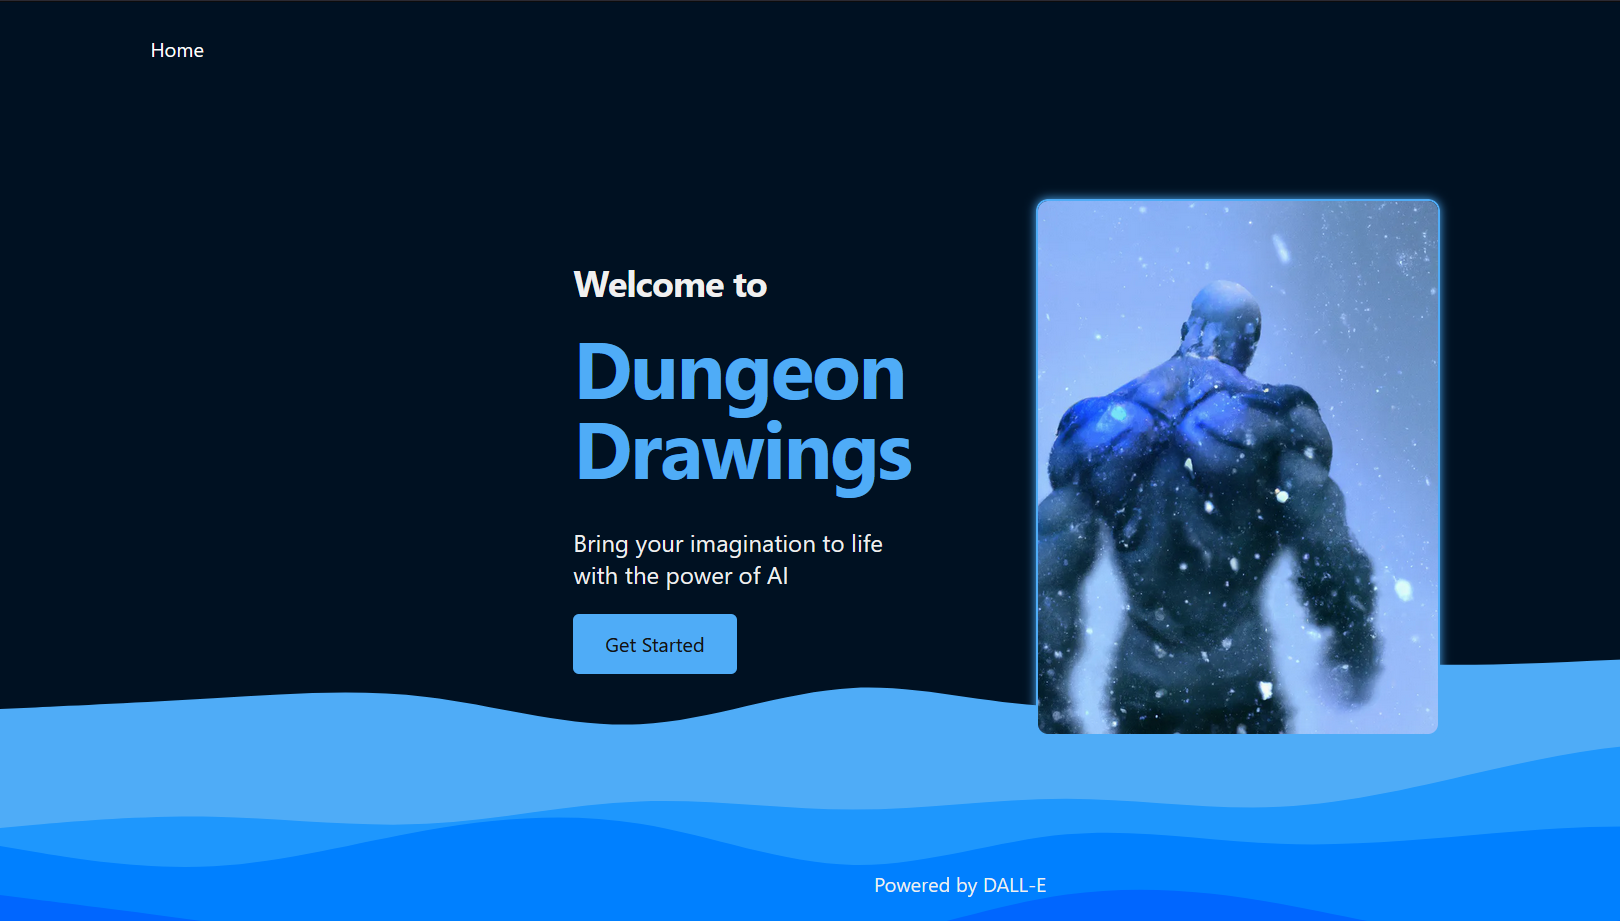 Home
Welcome to
Dungeon
Drawings
Bring your imagination to life
with the power of AI
Get Started
Powered by DALL-E